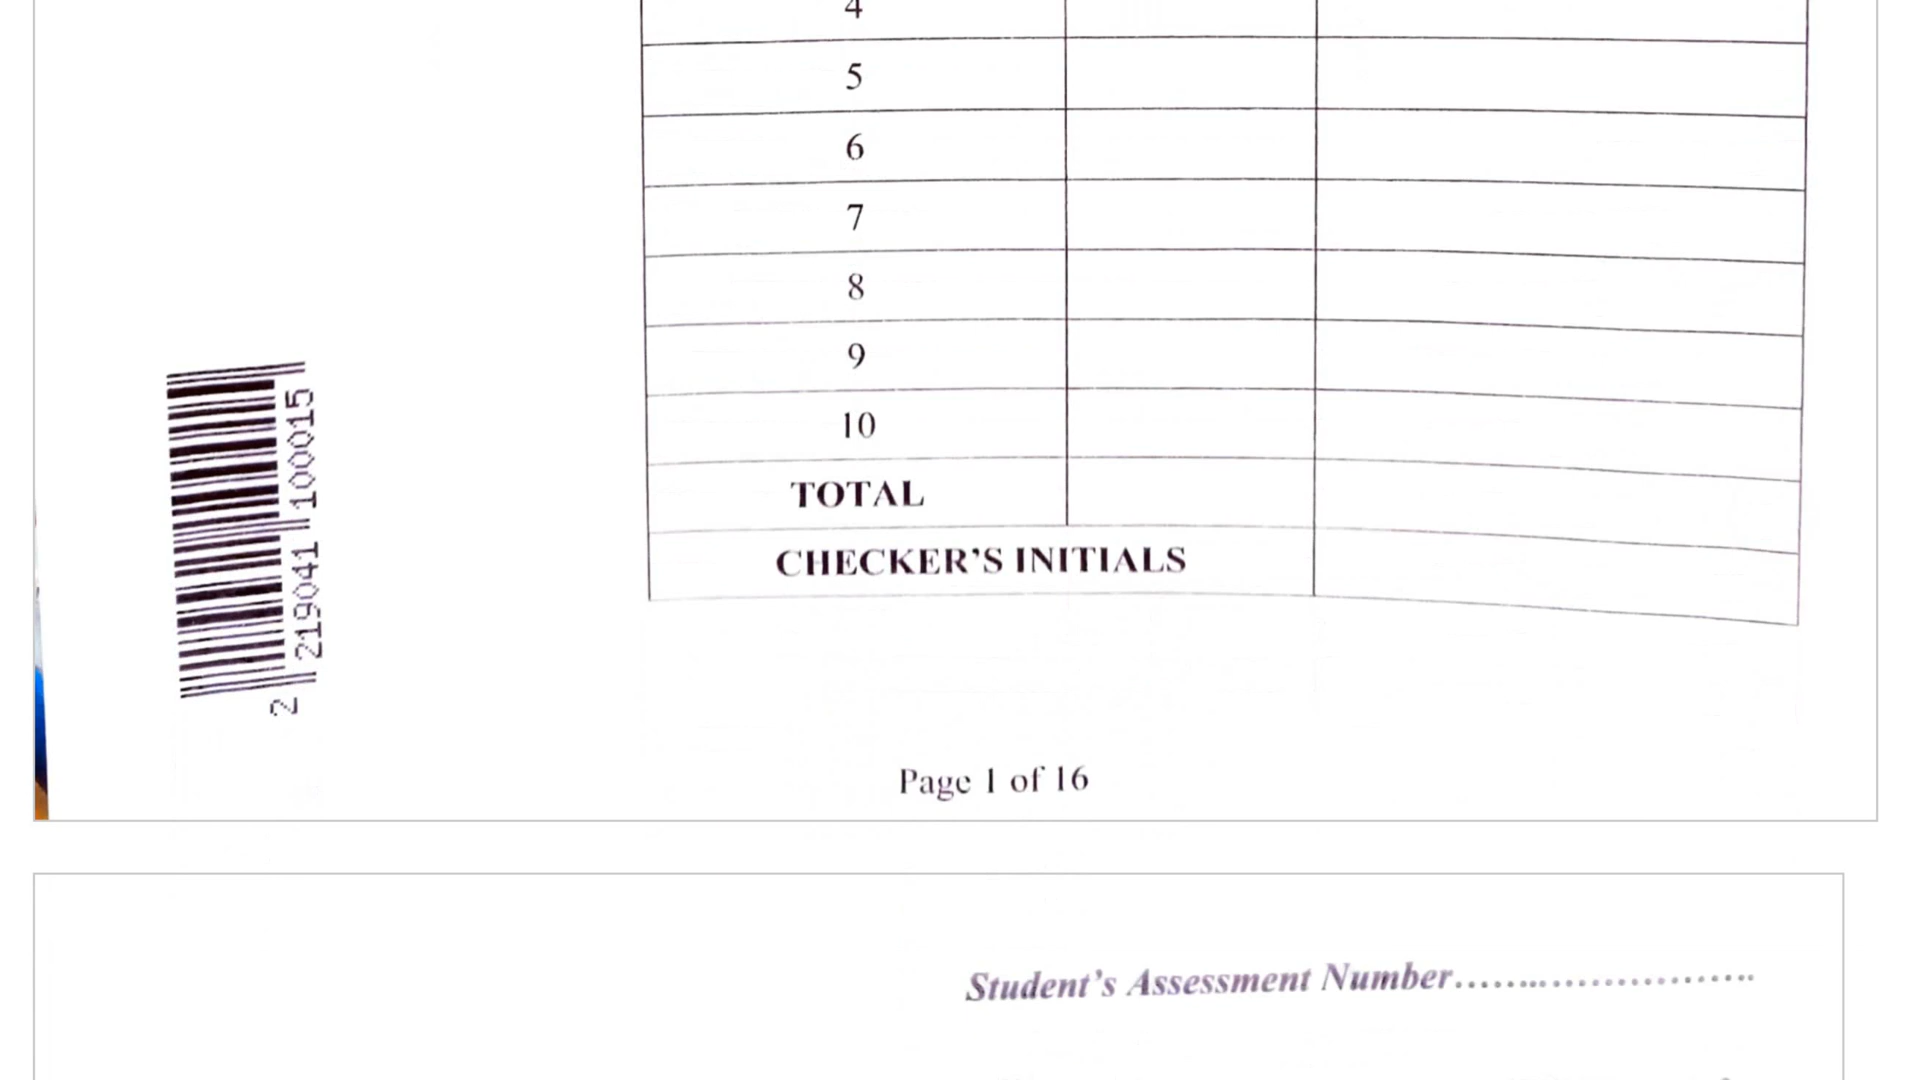 4
5
6
7
8
9
10
TOTAL
CHECKER'S INITIALS
2 219041 100015
Page 1 of 16
Student's Assessment Number.............................